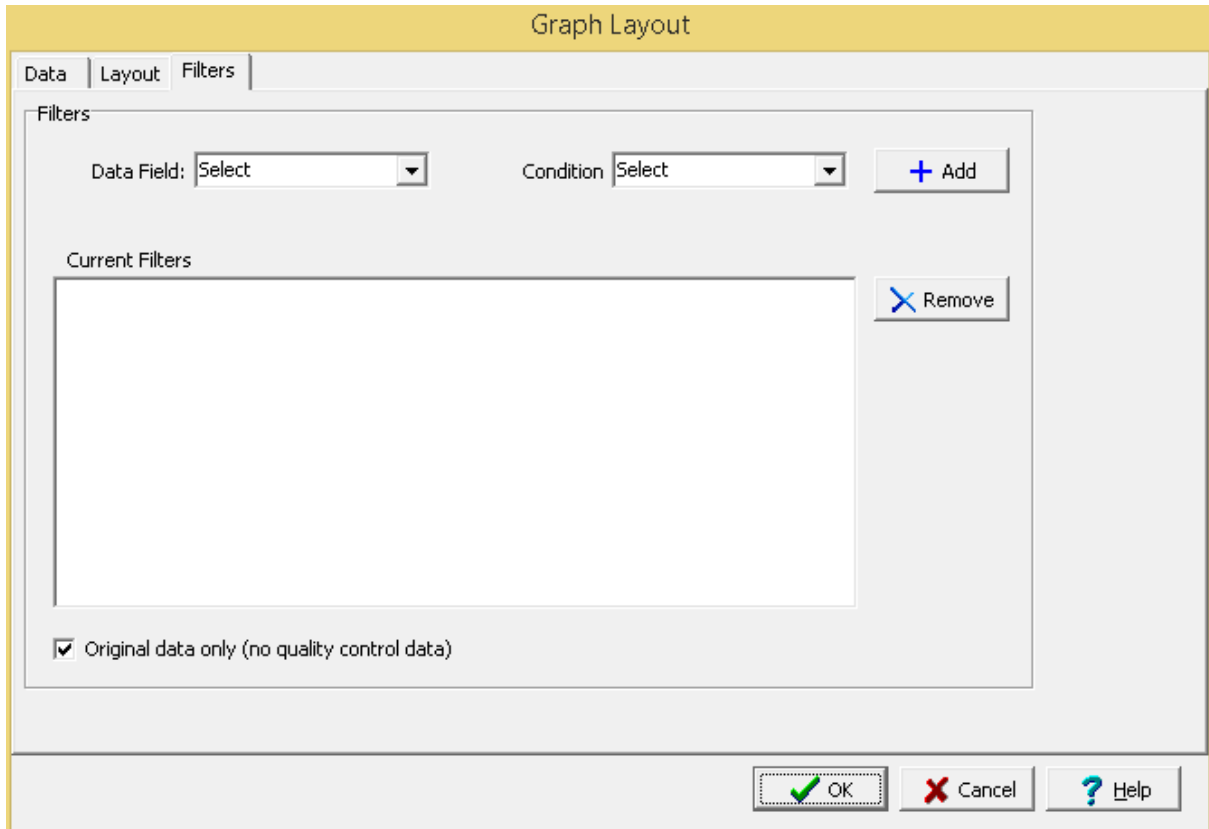 Graph Layout
Data Layout Filters
Filters
Data Field: Select Condition Select Add
Current Filters
Remove
Original data only (no quality control data)
OK Cancel Help